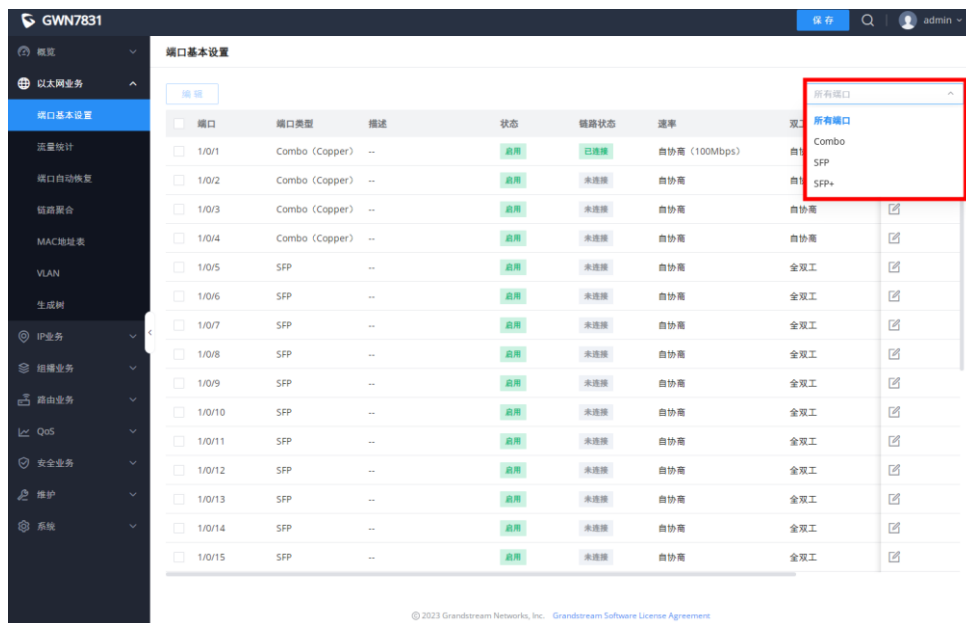 GWN7831
保存
admin
概览
以太网业务
端口基本设置
流量统计
端口自动恢复
链路聚合
MAC地址表
VLAN
生成树
IP业务
组播业务
路由业务
QoS
安全业务
维护
系统
端口基本设置
编辑
所有端口
所有端口
Combo
SFP
SFP+
端口 端口类型 描述 状态 链路状态 速率 双工
1/0/1 Combo（Copper） -- 启用 已连接 自协商（100Mbps） 自协
1/0/2 Combo（Copper） -- 启用 未连接 自协商 自协
1/0/3 Combo（Copper） -- 启用 未连接 自协商 自协商
1/0/4 Combo（Copper） -- 启用 未连接 自协商 自协商
1/0/5 SFP -- 启用 未连接 自协商 全双工
1/0/6 SFP -- 启用 未连接 自协商 全双工
1/0/7 SFP -- 启用 未连接 自协商 全双工
1/0/8 SFP -- 启用 未连接 自协商 全双工
1/0/9 SFP -- 启用 未连接 自协商 全双工
1/0/10 SFP -- 启用 未连接 自协商 全双工
1/0/11 SFP -- 启用 未连接 自协商 全双工
1/0/12 SFP -- 启用 未连接 自协商 全双工
1/0/13 SFP -- 启用 未连接 自协商 全双工
1/0/14 SFP -- 启用 未连接 自协商 全双工
1/0/15 SFP -- 启用 未连接 自协商 全双工
© 2023 Grandstream Networks, Inc. Grandstream Software License Agreement